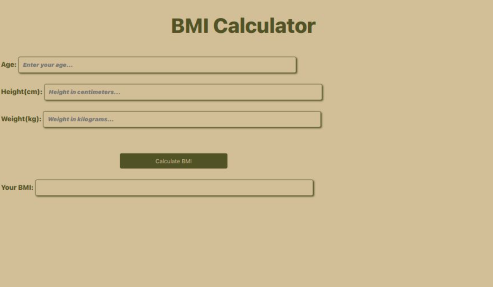 BMI Calculator
Age: Enter your age...
Height(cm): Height in centimeters...
Weight(kg): Weight in kilograms...
Calculate BMI
Your BMI: